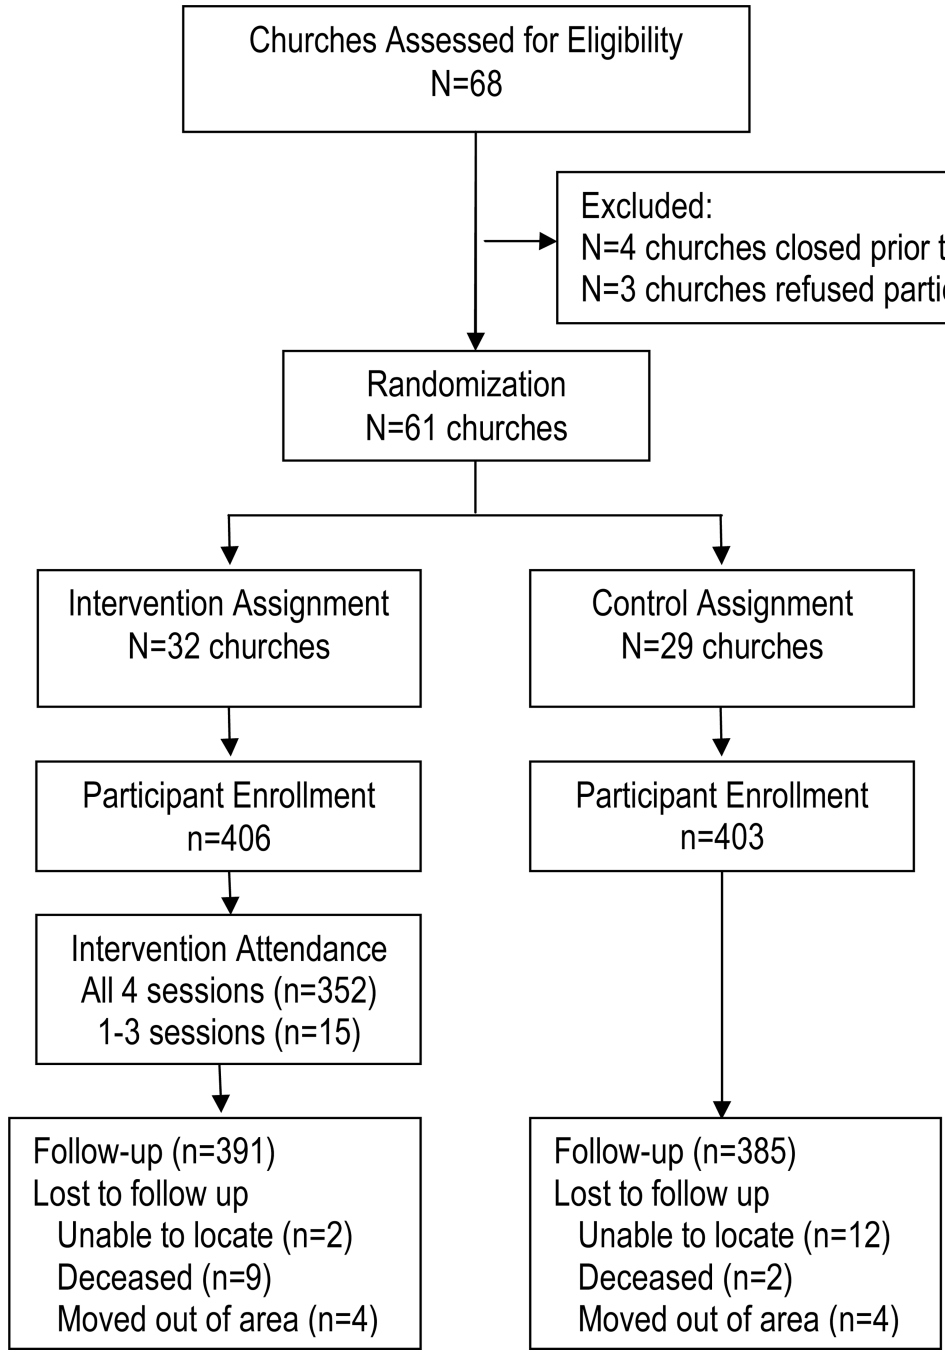 Churches Assessed for Eligibility
N=68
Excluded:
N=4 churches closed prior
N=3 churches refused
Randomization
N=61 churches
Intervention Assignment
N=32 churches
Control Assignment
N=29 churches
Participant Enrollment
n=406
Participant Enrollment
n=403
Intervention Attendance
All 4 sessions (n=352)
1-3 sessions (n=15)
Follow-up (n=391)
Lost to follow up
Unable to locate (n=2)
Deceased (n=9)
Moved out of area (n=4)
Follow-up (n=385)
Lost to follow up
Unable to locate (n=12)
Deceased (n=2)
Moved out of area (n=4)